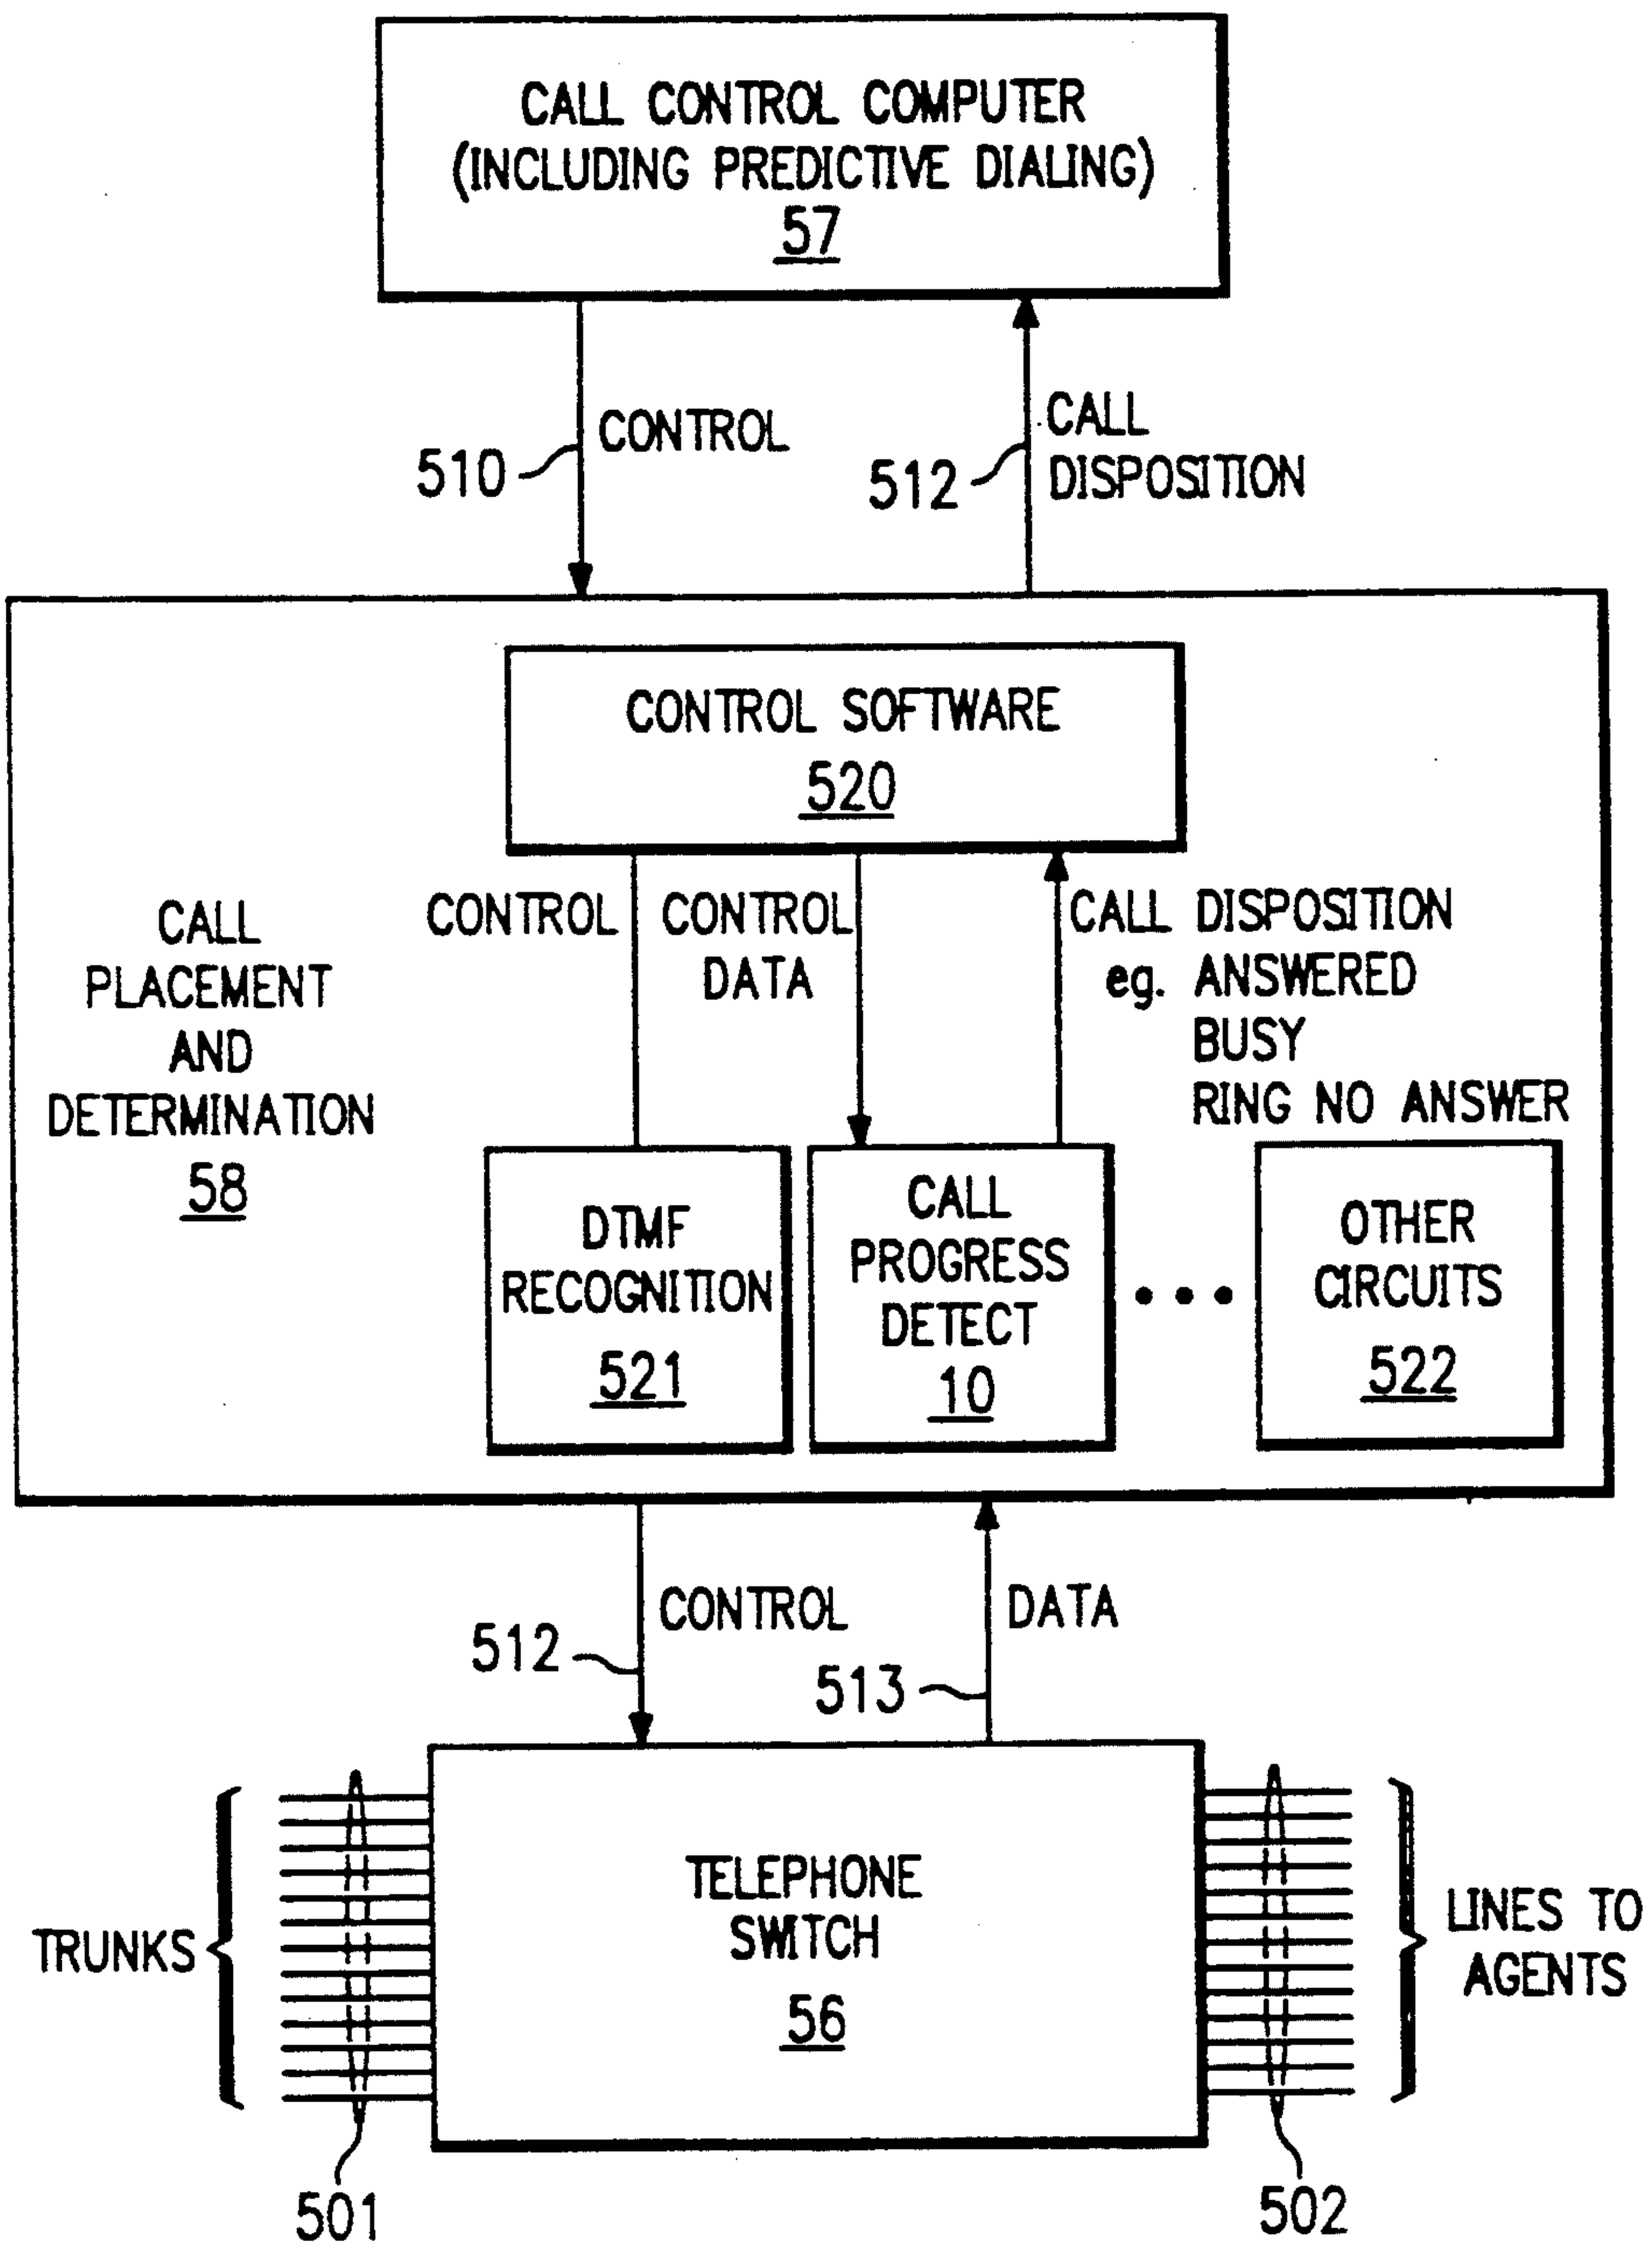 CALL CONTROL COMPUTER
(INCLUDING PREDICTIVE DIALING)
57
CONTROL
510
CALL
DISPOSITION
512
CONTROL SOFTWARE
520
CONTROL
CONTROL
DATA
CALL DISPOSITION
eg. ANSWERED
BUSY
RING NO ANSWER
CALL
PLACEMENT
AND
DETERMINATION
58
DTMF
RECOGNITION
521
CALL
PROGRESS
DETECT
10
OTHER
CIRCUITS
522
CONTROL
512
DATA
513
TRUNKS
TELEPHONE
SWITCH
56
LINES TO
AGENTS
501
502